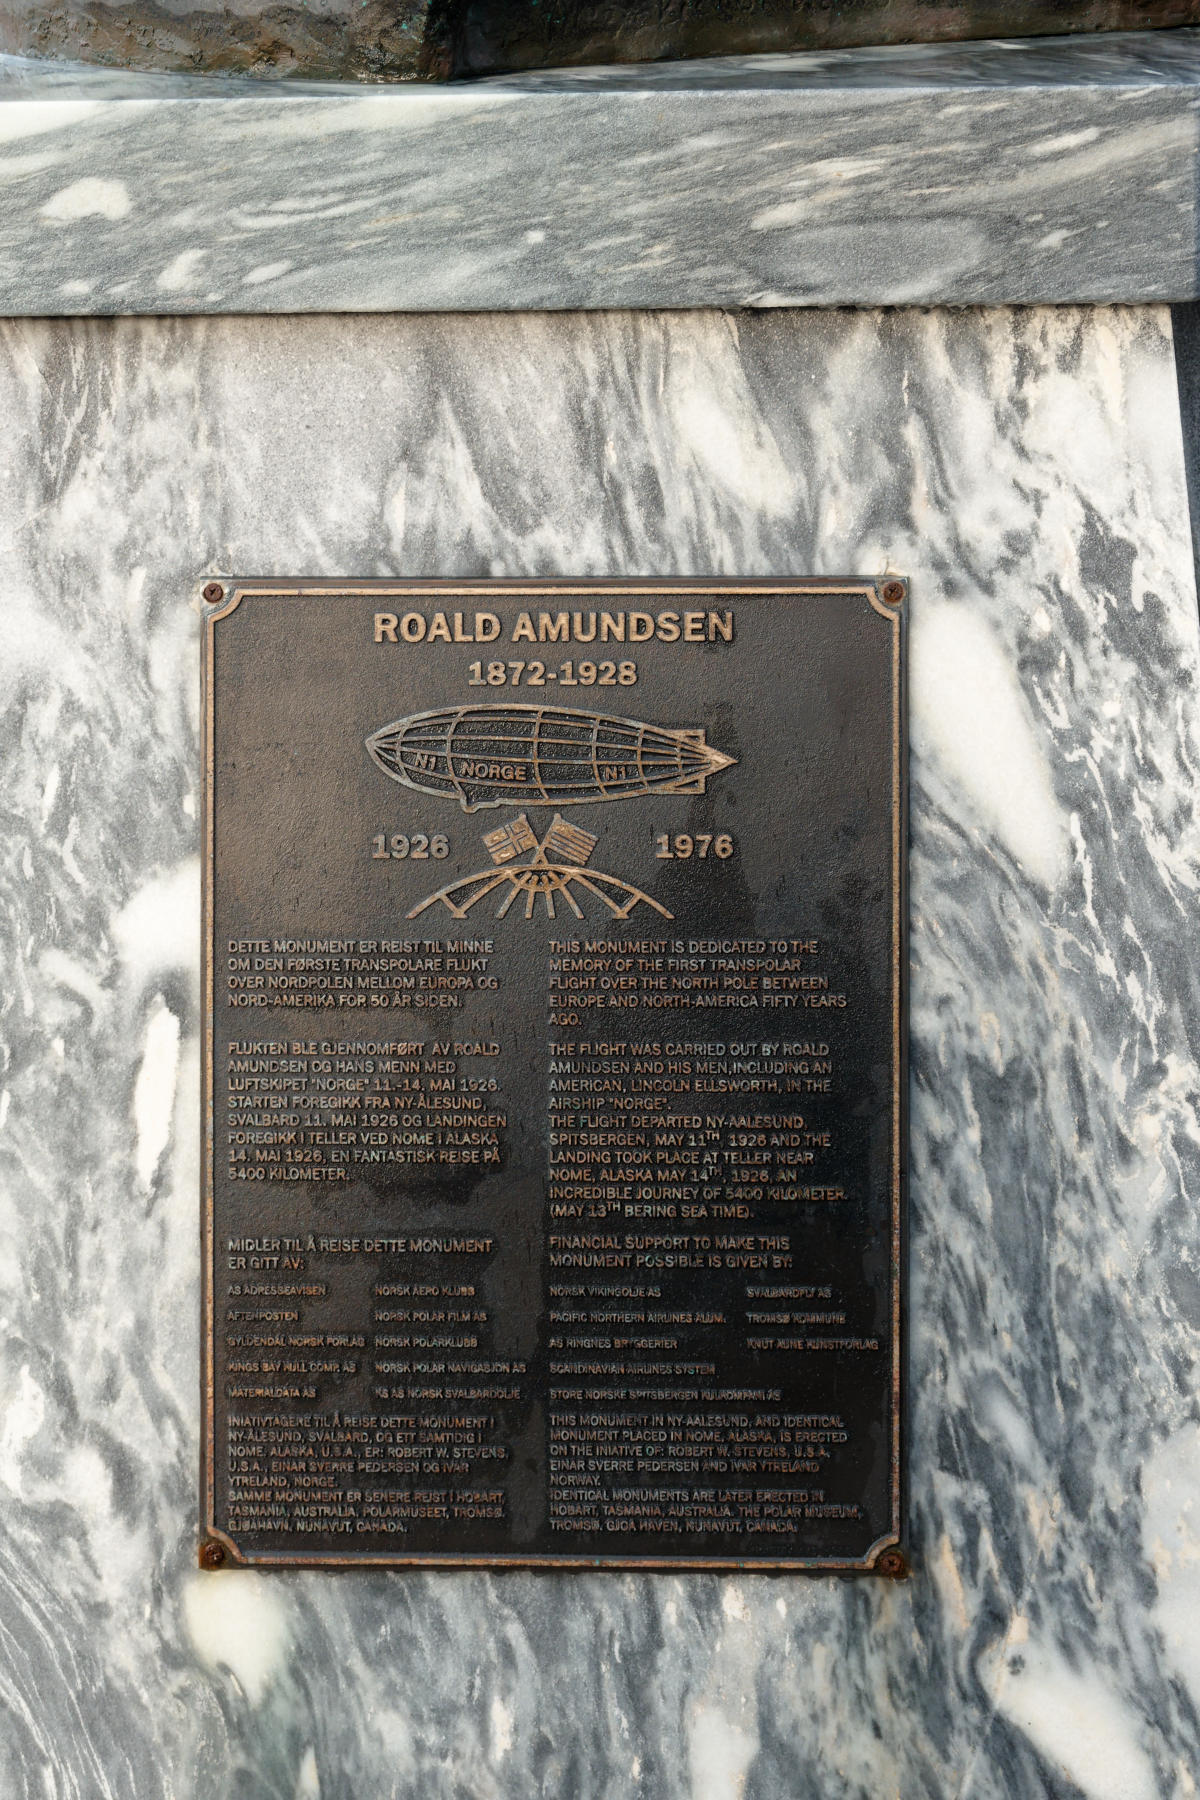 ROALD AMUNDSEN
1872-1928
N1 NORGE N1
1926 1976
DETTE MONUMENT ER REIST TIL MINNE
OM DEN FØRSTE TRANSPOLARE FLUKT
OVER NORDPOLEN MELLOM EUROPA OG
NORD-AMERIKA FOR 50 ÅR SIDEN.
FLUKTEN BLE GJENNOMFØRT AV ROALD
AMUNDSEN OG HANS MENN MED
LUFTSKIPET "NORGE" 11.-14. MAI 1926.
STARTEN FOREGIKK FRA NY-ÅLESUND,
SVALBARD 11. MAI 1926 OG LANDINGEN
FOREGIKK I TELLER VED NOME I ALASKA
14. MAI 1926, EN FANTASTISK REISE PÅ
5400 KILOMETER.
THIS MONUMENT IS DEDICATED TO THE
MEMORY OF THE FIRST TRANSPOLAR
FLIGHT OVER THE NORTH POLE BETWEEN
EUROPE AND NORTH-AMERICA FIFTY YEARS
AGO.
THE FLIGHT WAS CARRIED OUT BY ROALD
AMUNDSEN AND HIS MEN, INCLUDING AN
AMERICAN, LINCOLN ELLSWORTH, IN THE
AIRSHIP "NORGE".
THE FLIGHT DEPARTED NY-AALESUND,
SPITSBERGEN, MAY 11TH, 1926 AND THE
LANDING TOOK PLACE AT TELLER NEAR
NOME, ALASKA MAY 14TH, 1926, AN
INCREDIBLE JOURNEY OF 5400 KILOMETER.
(MAY 13TH BERING SEA TIME).
MIDLER TIL Å REISE DETTE MONUMENT
ER GITT AV:
FINANCIAL SUPPORT TO MAKE THIS
MONUMENT POSSIBLE IS GIVEN BY:
AS ADRESSEAVISEN NORSK AERO KLUBB NORSK VIKINGOLJE AS SVALBARDFLY AS
AFTENPOSTEN NORSK POLAR FILM AS PACIFIC NORTHERN AIRLINES ALUM. TROMSØ KOMMUNE
GYLDENDAL NORSK FORLAG NORSK POLARKLUBB AS RINGNES BRYGGERIER KNUT AUNE KUNSTFORLAG
KINGS BAY KULL COMP. AS NORSK POLAR NAVIGASJON AS SCANDINAVIAN AIRLINES SYSTEM
MATERIALDATA AS KS AS NORSK SVALBARDOLJE STORE NORSKE SPITSBERGEN KULKOMPANI AS
INIATIVTAGERE TIL Å REISE DETTE MONUMENT I
NY-ÅLESUND, SVALBARD, OG ETT SAMTIDIG I
NOME, ALASKA, U.S.A., ER: ROBERT W. STEVENS,
U.S.A., EINAR SVERRE PEDERSEN OG IVAR
YTRELAND, NORGE.
SAMME MONUMENT ER SENERE REIST I HOBART,
TASMANIA, AUSTRALIA, POLARMUSEET, TROMSØ.
GJØAHAVN, NUNAVUT, CANADA.
THIS MONUMENT IN NY-AALESUND, AND IDENTICAL
MONUMENT PLACED IN NOME, ALASKA, IS ERECTED
ON THE INIATIVE OF: ROBERT W. STEVENS, U.S.A.
EINAR SVERRE PEDERSEN AND IVAR YTRELAND
NORWAY.
IDENTICAL MONUMENTS ARE LATER ERECTED IN
HOBART, TASMANIA, AUSTRALIA. THE POLAR MUSEUM,
TROMSØ. GJOA HAVEN, NUNAVUT, CANADA.